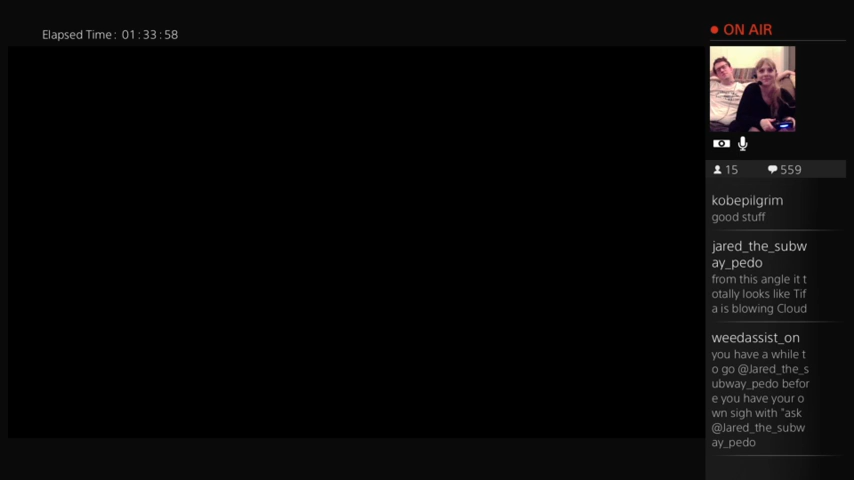 Elapsed Time: 01:33:58
ON AIR
15 559
kobepilgrim
good stuff
jared_the_subw
ay_pedo
from this angle it t
otally looks like Tif
a is blowing Cloud
weedassist_on
you have a while t
o go @Jared_the_s
ubway_pedo befor
e you have your o
wn sigh with "ask
@Jared_the_subw
ay_pedo